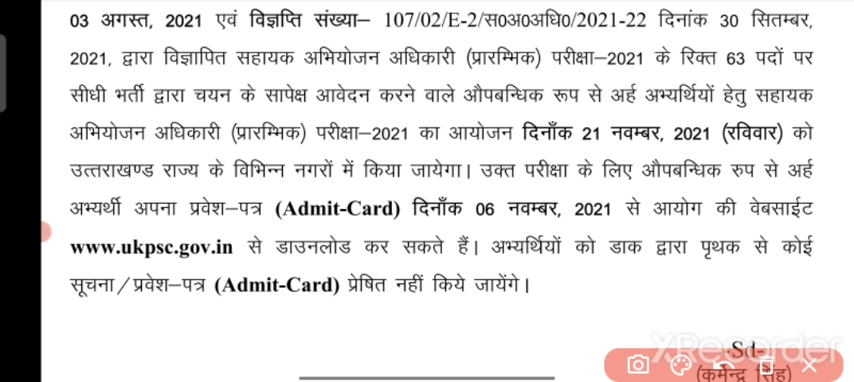 03 अगस्त, 2021 एवं विज्ञप्ति संख्या– 107/02/E-2/स0अ0अधि0/2021-22 दिनांक 30 सितम्बर,
2021, द्वारा विज्ञापित सहायक अभियोजन अधिकारी (प्रारम्भिक) परीक्षा–2021 के रिक्त 63 पदों पर
सीधी भर्ती द्वारा चयन के सापेक्ष आवेदन करने वाले औपबन्धिक रूप से अर्ह अभ्यर्थियों हेतु सहायक
अभियोजन अधिकारी (प्रारम्भिक) परीक्षा–2021 का आयोजन दिनाँक 21 नवम्बर, 2021 (रविवार) को
उत्तराखण्ड राज्य के विभिन्न नगरों में किया जायेगा। उक्त परीक्षा के लिए औपबन्धिक रुप से अर्ह
अभ्यर्थी अपना प्रवेश–पत्र (Admit-Card) दिनाँक 06 नवम्बर, 2021 से आयोग की वेबसाईट
www.ukpsc.gov.in से डाउनलोड कर सकते हैं। अभ्यर्थियों को डाक द्वारा पृथक से कोई
सूचना/प्रवेश–पत्र (Admit-Card) प्रेषित नहीं किये जायेंगे।
-Sd-
XRecorder
(कर्मेन्द्र सिंह)